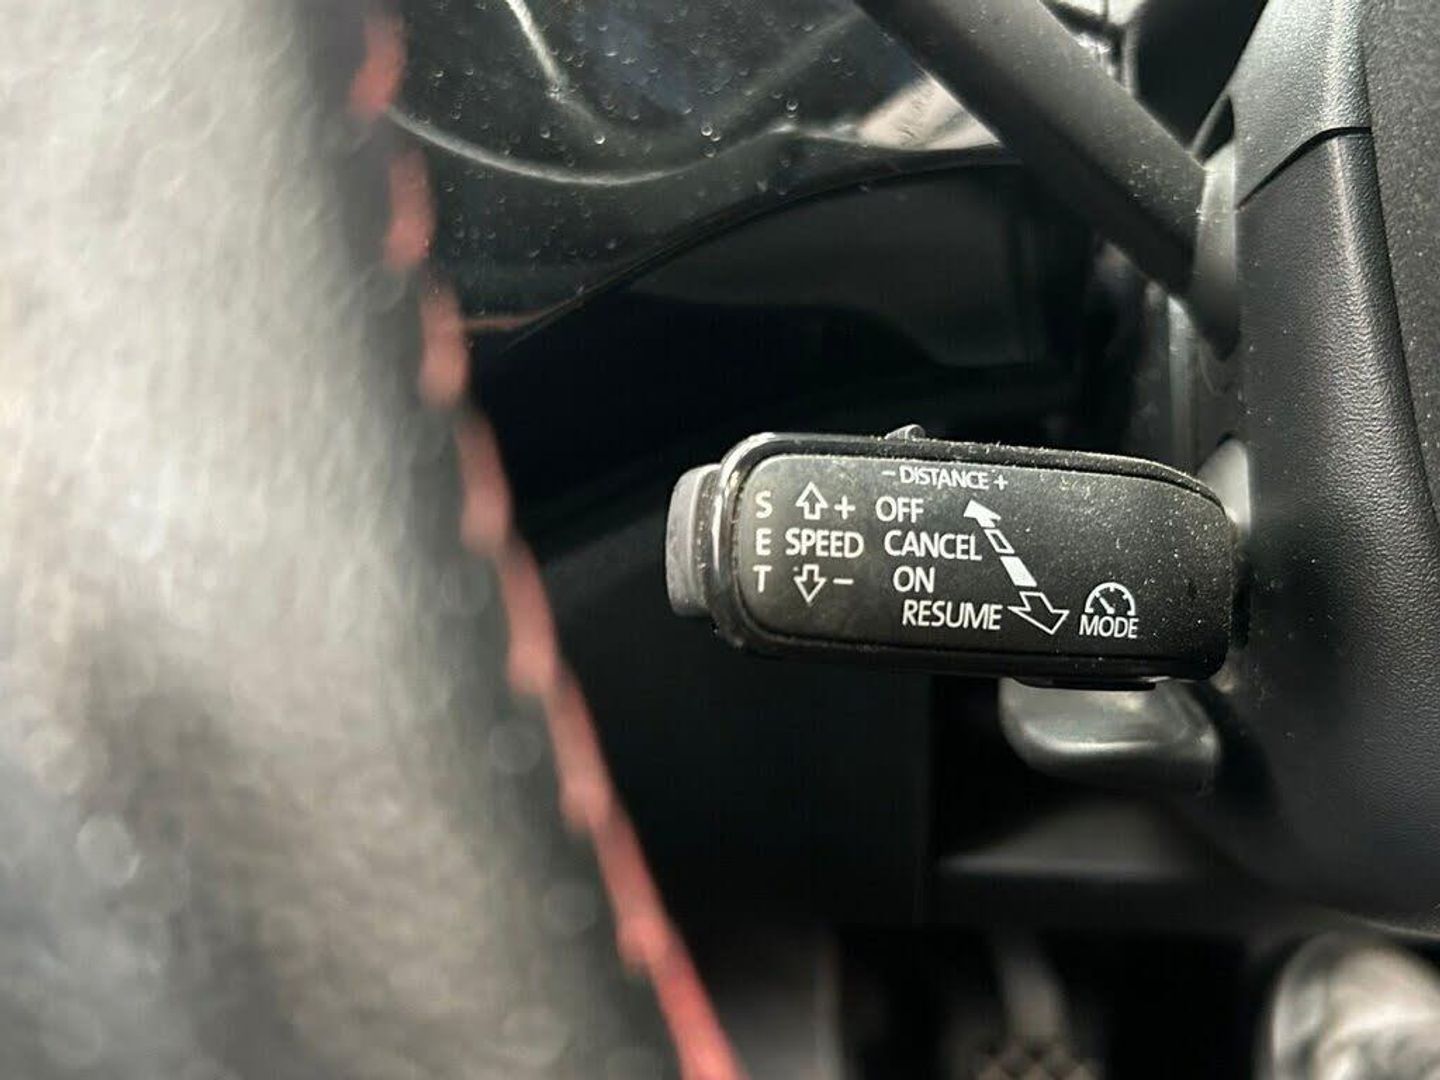 − DISTANCE +
S + OFF
E SPEED CANCEL
T − ON
RESUME
MODE